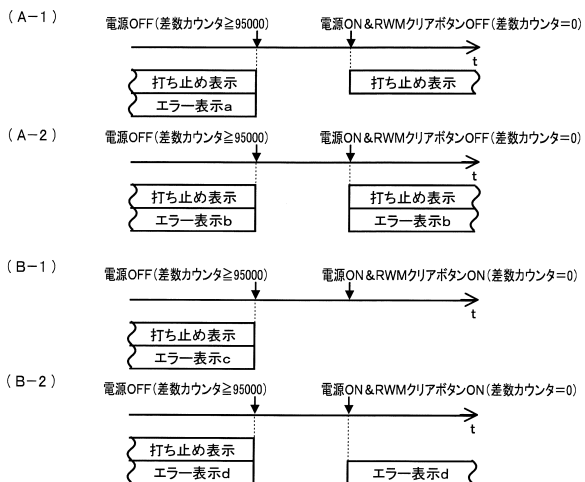 (A-1)
電源OFF(差数カウンタ≧95000) 電源ON&RWMクリアボタンOFF(差数カウンタ=0)
t
打ち止め表示 打ち止め表示
エラー表示a
(A-2)
電源OFF(差数カウンタ≧95000) 電源ON&RWMクリアボタンOFF(差数カウンタ=0)
t
打ち止め表示 打ち止め表示
エラー表示b エラー表示b
(B-1)
電源OFF(差数カウンタ≧95000) 電源ON&RWMクリアボタンON(差数カウンタ=0)
t
打ち止め表示
エラー表示c
(B-2)
電源OFF(差数カウンタ≧95000) 電源ON&RWMクリアボタンON(差数カウンタ=0)
t
打ち止め表示
エラー表示d エラー表示d